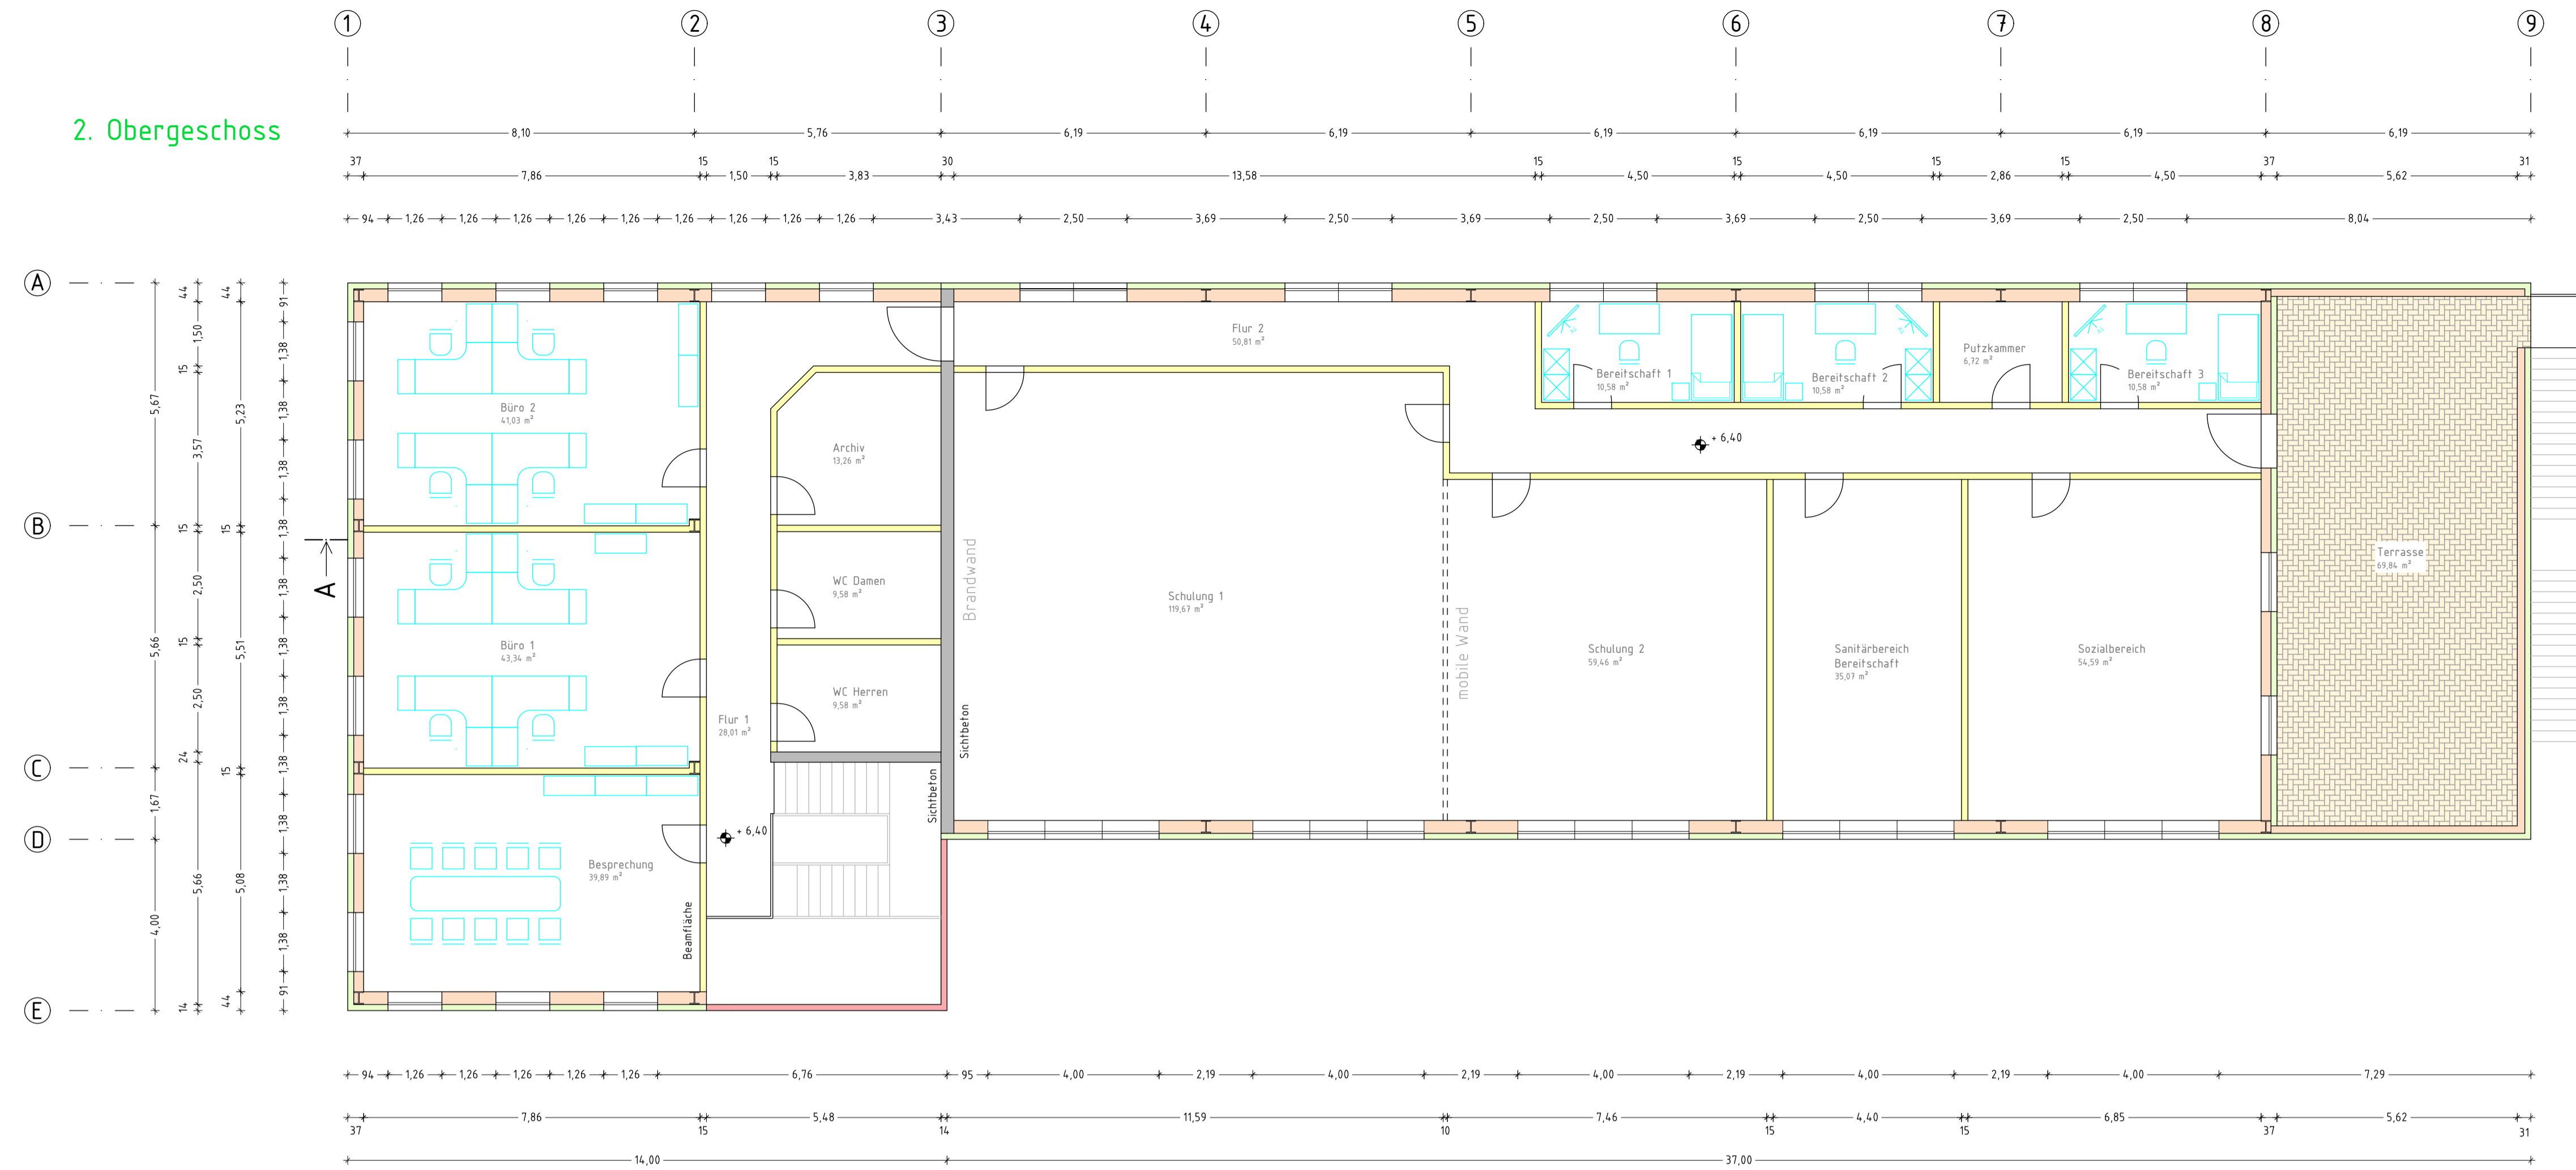 1 2 3 4 5 6 7 8 9
2. Obergeschoss
8,10 5,76 6,19 6,19 6,19 6,19 6,19 6,19
37 15 15 30 15 15 15 15 37 31
7,86 1,50 3,83 13,58 4,50 4,50 2,86 4,50 5,62
94 1,26 1,26 1,26 1,26 1,26 1,26 1,26 1,26 1,26 3,43 2,50 3,69 2,50 3,69 2,50 3,69 2,50 3,69 2,50 8,04
A
B
C
D
E
5,67 5,66 1,67 4,00
44 1,50 15 3,57 15 2,50 15 2,50 24 5,66 14
44 5,23 15 5,51 15 5,08 44
91 1,38 1,38 1,38 1,38 1,38 1,38 1,38 1,38 1,38 1,38 1,38 91
A
Büro 2
41,03 m²
Büro 1
43,34 m²
Besprechung
39,89 m²
Beamfläche
Flur 1
28,01 m²
+ 6,40
Archiv
13,26 m²
WC Damen
9,58 m²
WC Herren
9,58 m²
Sichtbeton
Sichtbeton
Brandwand
Flur 2
50,81 m²
Schulung 1
119,67 m²
mobile Wand
Bereitschaft 1
10,58 m²
Bereitschaft 2
10,58 m²
Putzkammer
6,72 m²
Bereitschaft 3
10,58 m²
+ 6,40
Schulung 2
59,46 m²
Sanitärbereich
Bereitschaft
35,07 m²
Sozialbereich
54,59 m²
Terrasse
69,84 m²
94 1,26 1,26 1,26 1,26 1,26 6,76 95 4,00 2,19 4,00 2,19 4,00 2,19 4,00 2,19 4,00 7,29
7,86 5,48 11,59 7,46 4,40 6,85 5,62
37 15 14 10 15 15 37 31
14,00 37,00